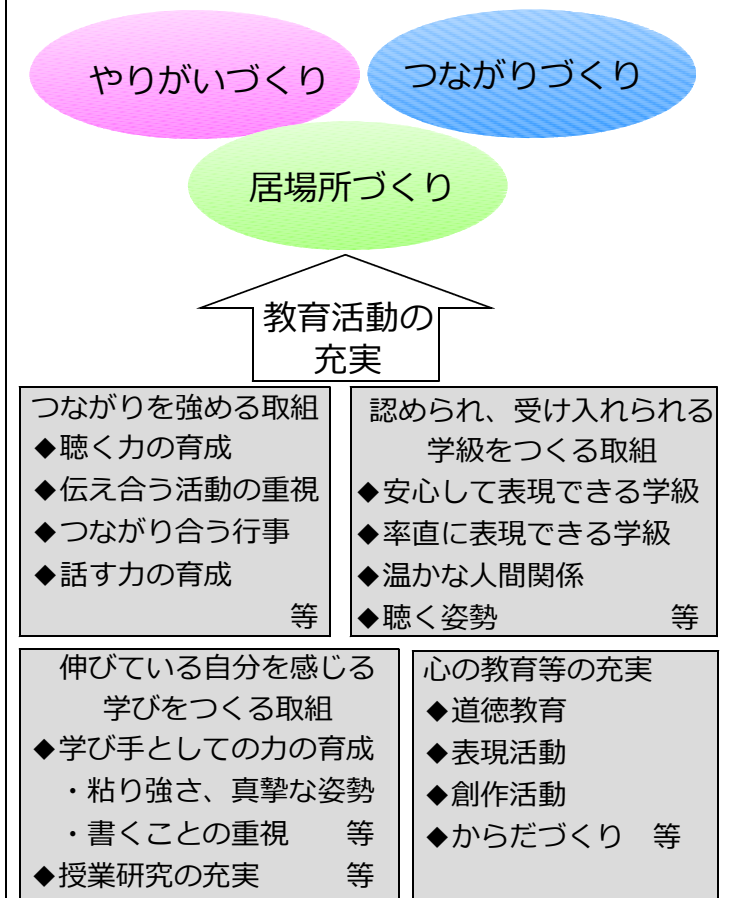 やりがいづくり
つながりづくり
居場所づくり
教育活動の
充実
つながりを強める取組
◆聴く力の育成
◆伝え合う活動の重視
◆つながり合う行事
◆話す力の育成
等
認められ、受け入れられる
学級をつくる取組
◆安心して表現できる学級
◆率直に表現できる学級
◆温かな人間関係
◆聴く姿勢　　　　　　等
伸びている自分を感じる
学びをつくる取組
◆学び手としての力の育成
・粘り強さ、真摯な姿勢
・書くことの重視　　等
◆授業研究の充実　　　等
心の教育等の充実
◆道徳教育
◆表現活動
◆創作活動
◆からだづくり　等